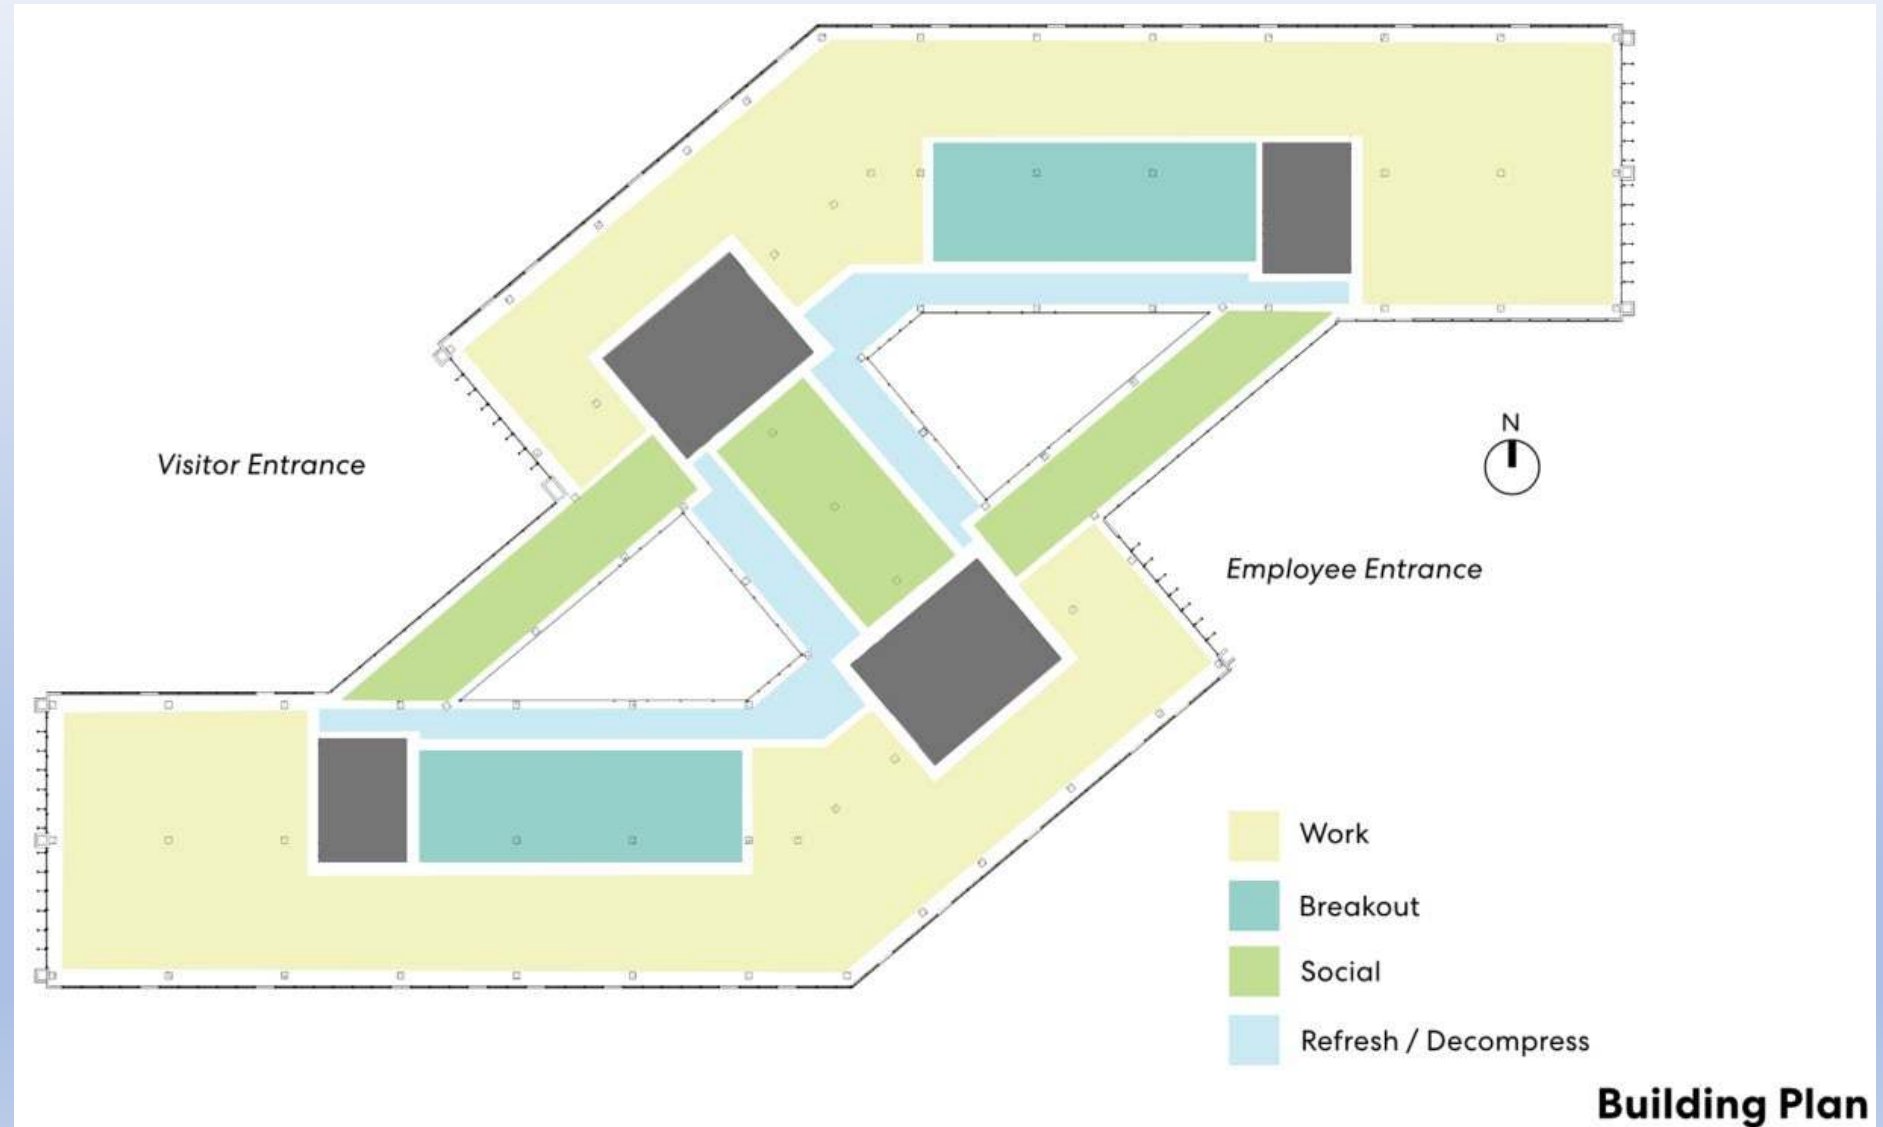 Visitor Entrance
N
Employee Entrance
Work
Breakout
Social
Refresh / Decompress
Building Plan